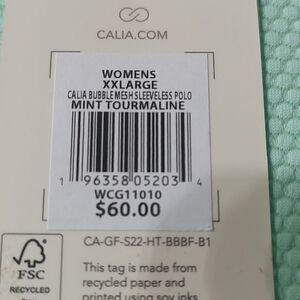 CALIA.COM
WOMENS
XXLARGE
CALIA BUBBLE MESH SLEEVELESS POLO
MINT TOURMALINE
1 96358 05203 4
WCG11010
$60.00
CA-GF-S22-HT-BBBF-B1
FSC
RECYCLED
This tag is made from
recycled paper and
printed using soy inks